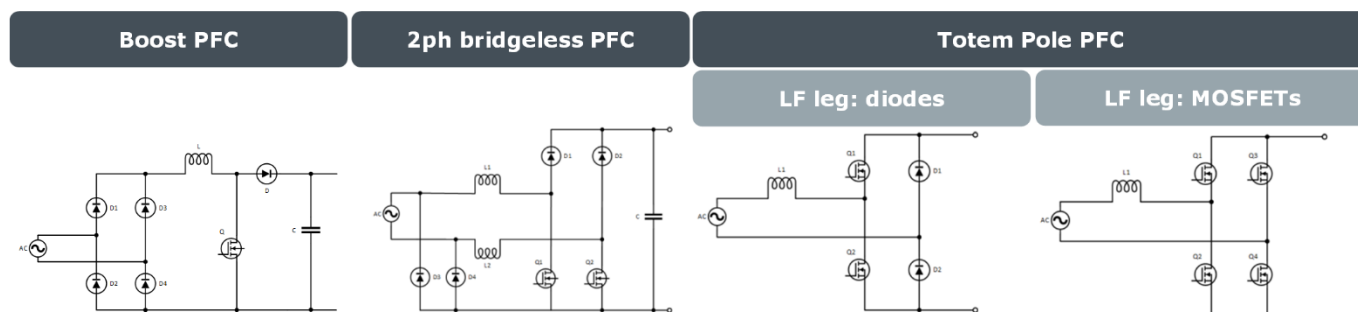 Boost PFC
2ph bridgeless PFC
Totem Pole PFC
LF leg: diodes
LF leg: MOSFETs
L
D
D1
D3
Q
C
AC
D2
D4
D1
D2
L1
AC
C
L2
D3
D4
Q1
Q2
Q1
L1
D1
AC
Q2
D2
Q1
Q3
L1
AC
Q2
Q4